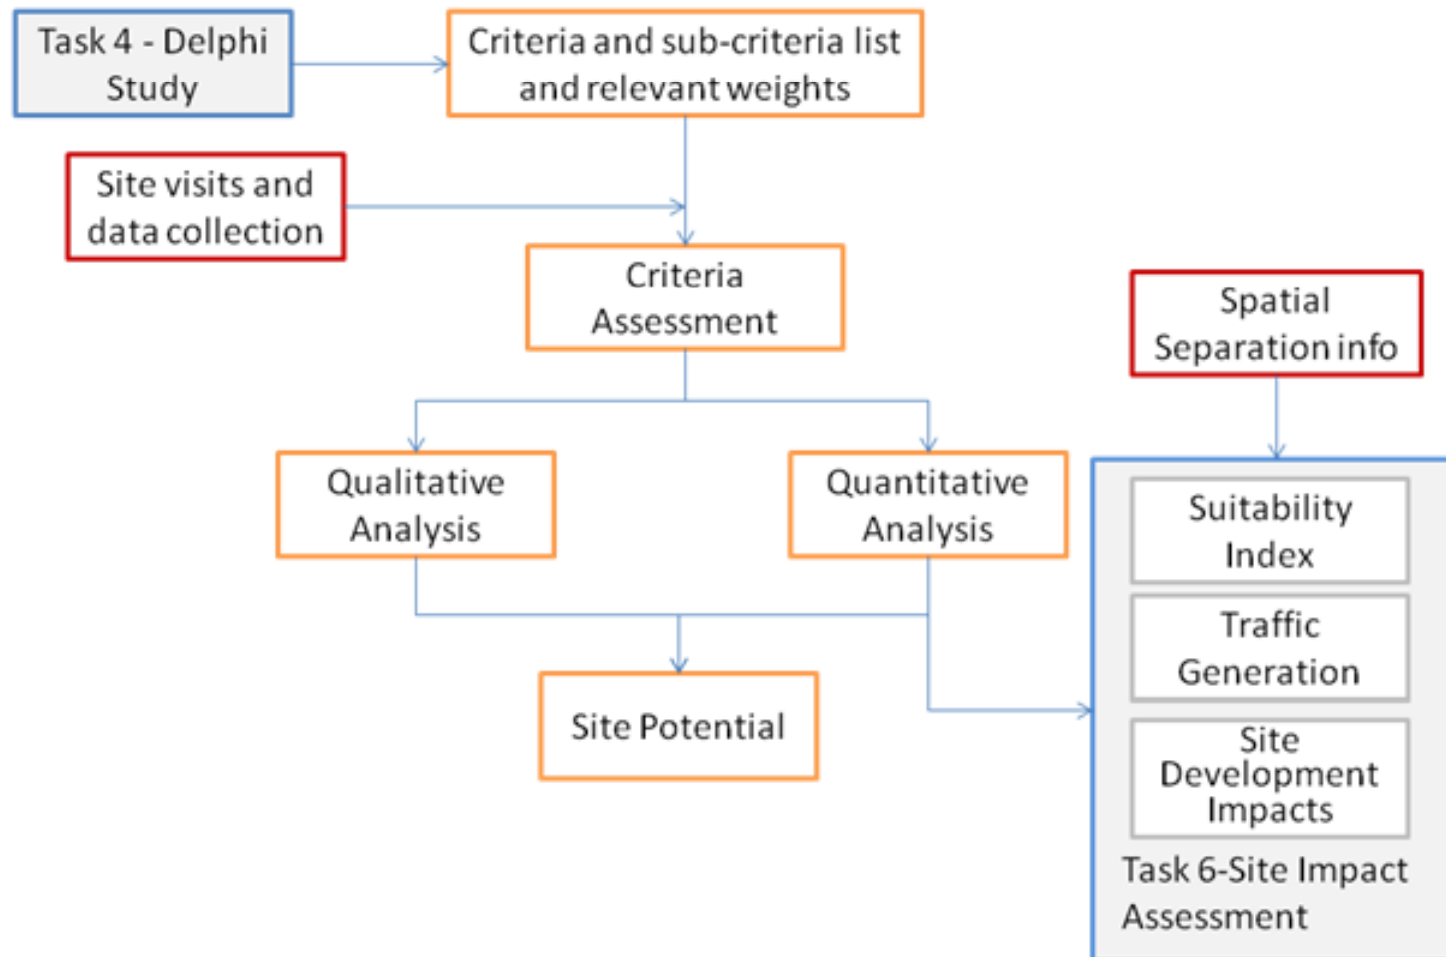 Task 4 - Delphi
Study
Criteria and sub-criteria list
and relevant weights
Site visits and
data collection
Criteria
Assessment
Spatial
Separation info
Qualitative
Analysis
Quantitative
Analysis
Suitability
Index
Traffic
Generation
Site Potential
Site
Development
Impacts
Task 6-Site Impact
Assessment